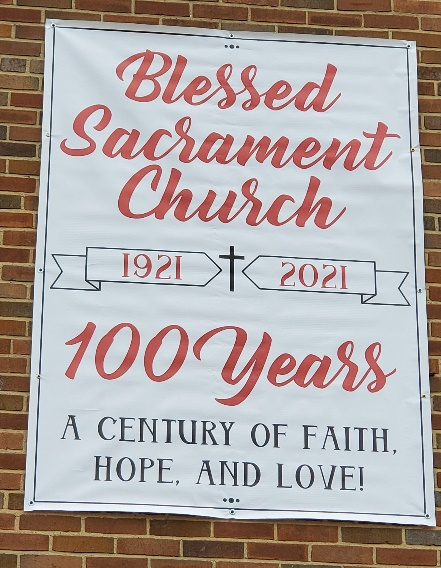 Blessed
Sacrament
Church
1921 2021
100 Years
A CENTURY OF FAITH,
HOPE, AND LOVE!